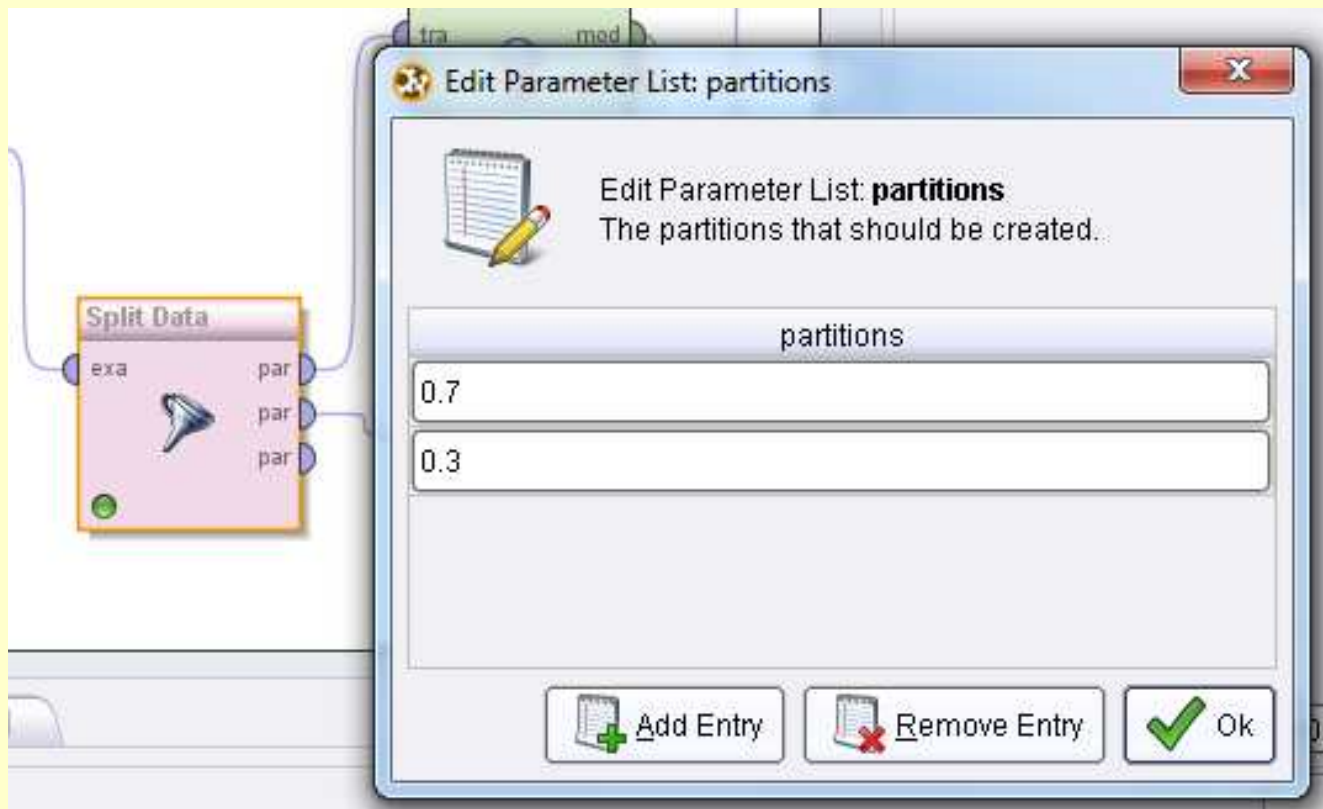 tra
mod
Edit Parameter List: partitions
x
Edit Parameter List: partitions
The partitions that should be created.
Split Data
exa
par
par
par
partitions
0.7
0.3
Add Entry
Remove Entry
Ok